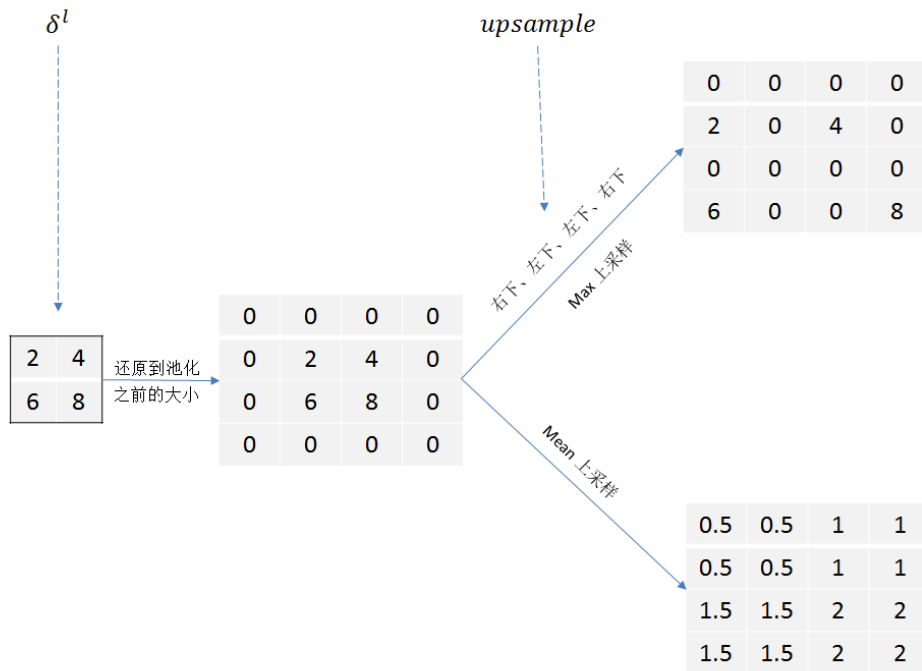 δˡ
upsample
2 4
6 8
还原到池化
之前的大小
0 0 0 0
0 2 4 0
0 6 8 0
0 0 0 0
右下、左下、左下、右下
Max 上采样
0 0 0 0
2 0 4 0
0 0 0 0
6 0 0 8
Mean 上采样
0.5 0.5 1 1
0.5 0.5 1 1
1.5 1.5 2 2
1.5 1.5 2 2